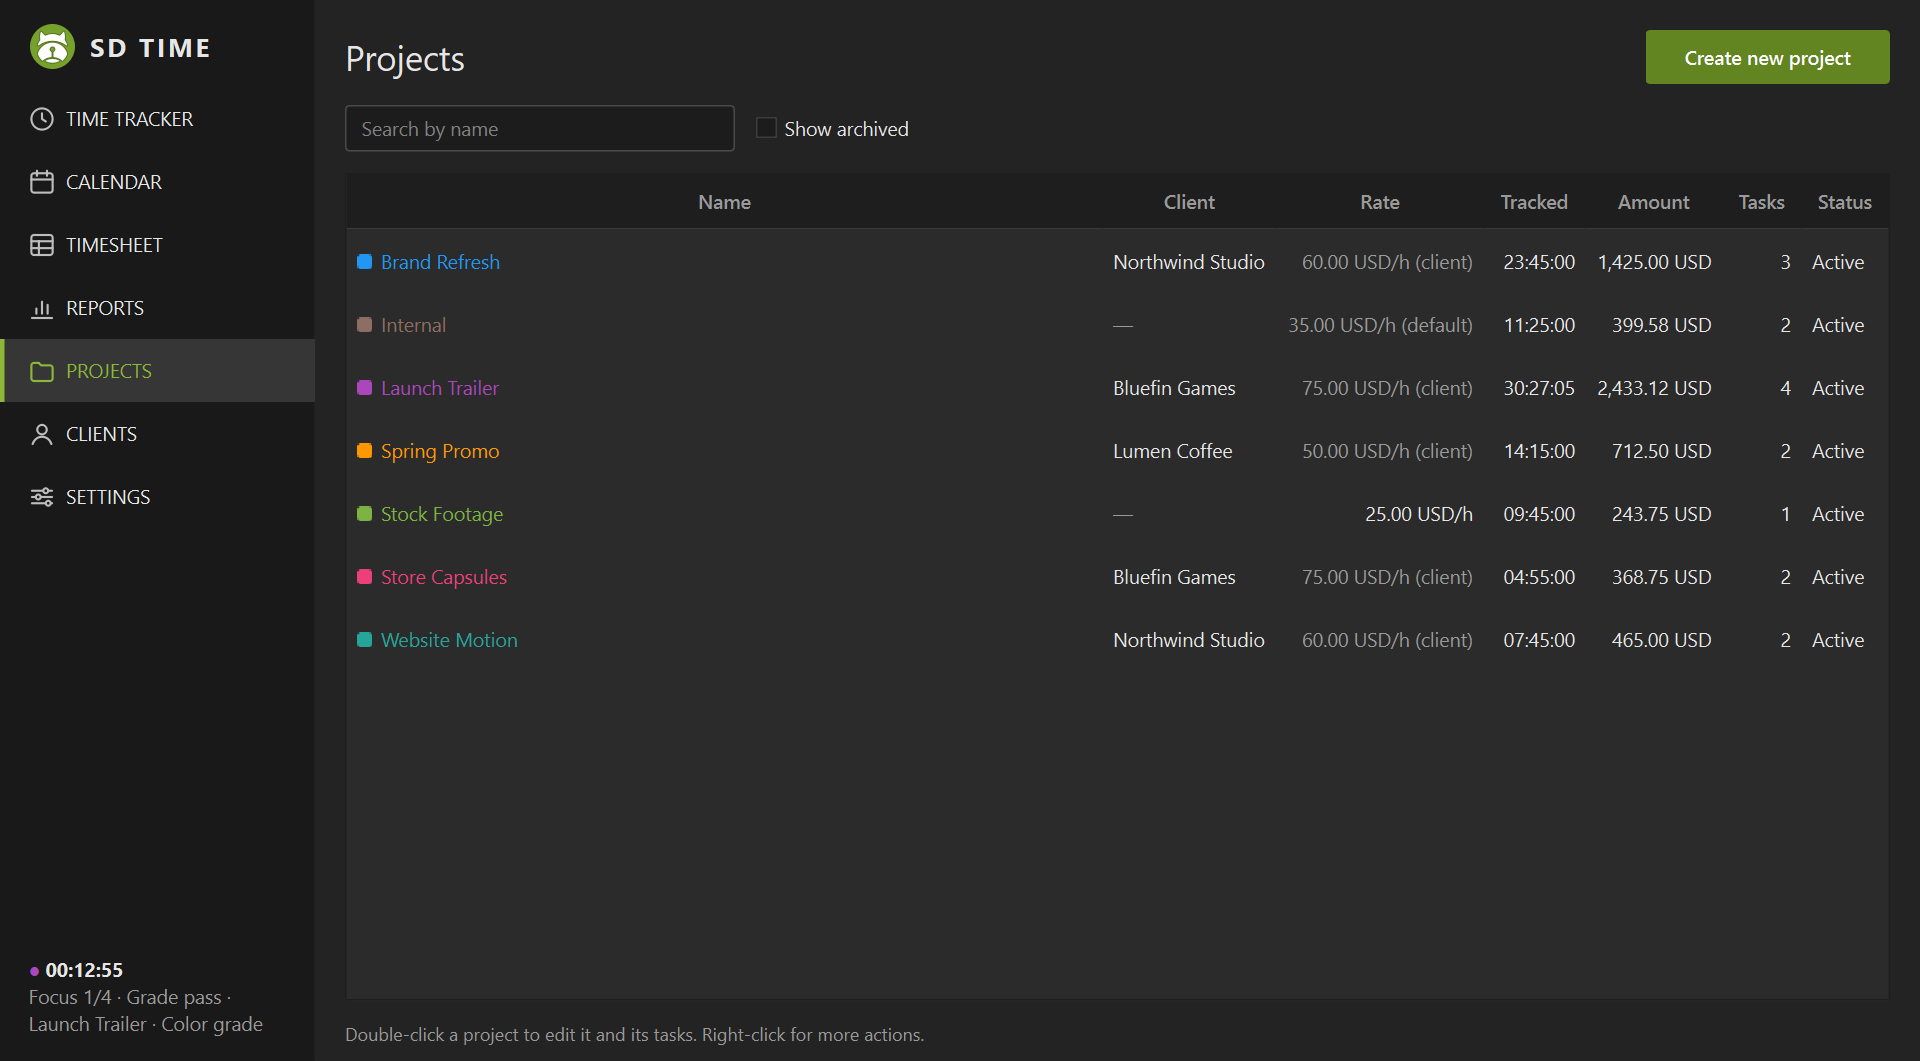 SD TIME
TIME TRACKER
CALENDAR
TIMESHEET
REPORTS
PROJECTS
CLIENTS
SETTINGS
00:12:55
Focus 1/4 · Grade pass ·
Launch Trailer · Color grade
Projects
Create new project
Search by name
Show archived
Name Client Rate Tracked Amount Tasks Status
Brand Refresh Northwind Studio 60.00 USD/h (client) 23:45:00 1,425.00 USD 3 Active
Internal — 35.00 USD/h (default) 11:25:00 399.58 USD 2 Active
Launch Trailer Bluefin Games 75.00 USD/h (client) 30:27:05 2,433.12 USD 4 Active
Spring Promo Lumen Coffee 50.00 USD/h (client) 14:15:00 712.50 USD 2 Active
Stock Footage — 25.00 USD/h 09:45:00 243.75 USD 1 Active
Store Capsules Bluefin Games 75.00 USD/h (client) 04:55:00 368.75 USD 2 Active
Website Motion Northwind Studio 60.00 USD/h (client) 07:45:00 465.00 USD 2 Active
Double-click a project to edit it and its tasks. Right-click for more actions.